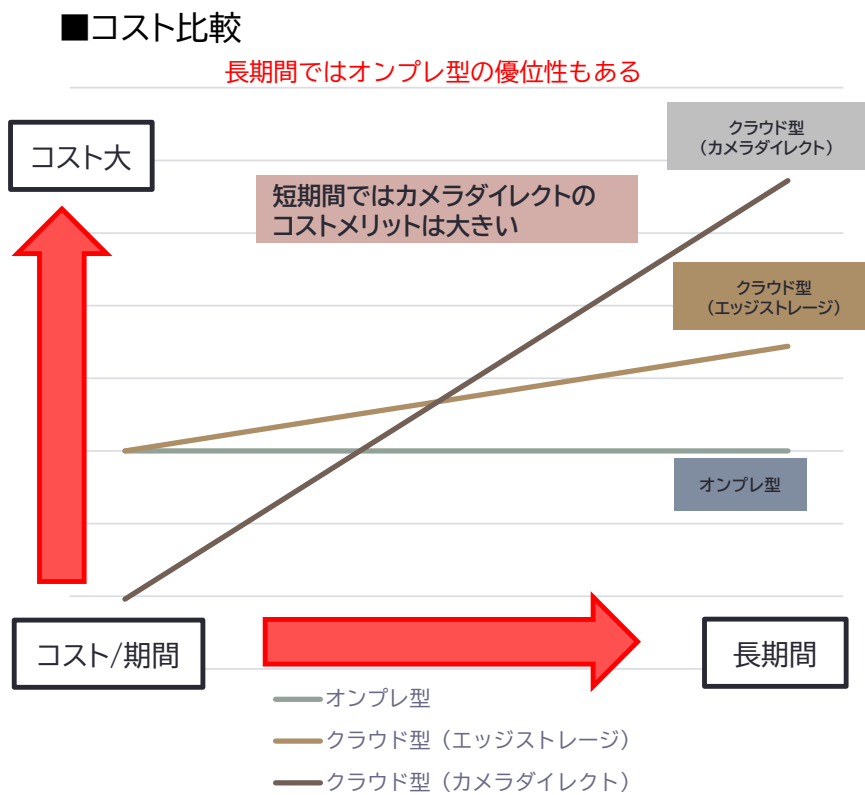 ■コスト比較
長期間ではオンプレ型の優位性もある
コスト大
クラウド型
（カメラダイレクト）
短期間ではカメラダイレクトの
コストメリットは大きい
クラウド型
（エッジストレージ）
オンプレ型
コスト/期間
長期間
オンプレ型
クラウド型（エッジストレージ）
クラウド型（カメラダイレクト）